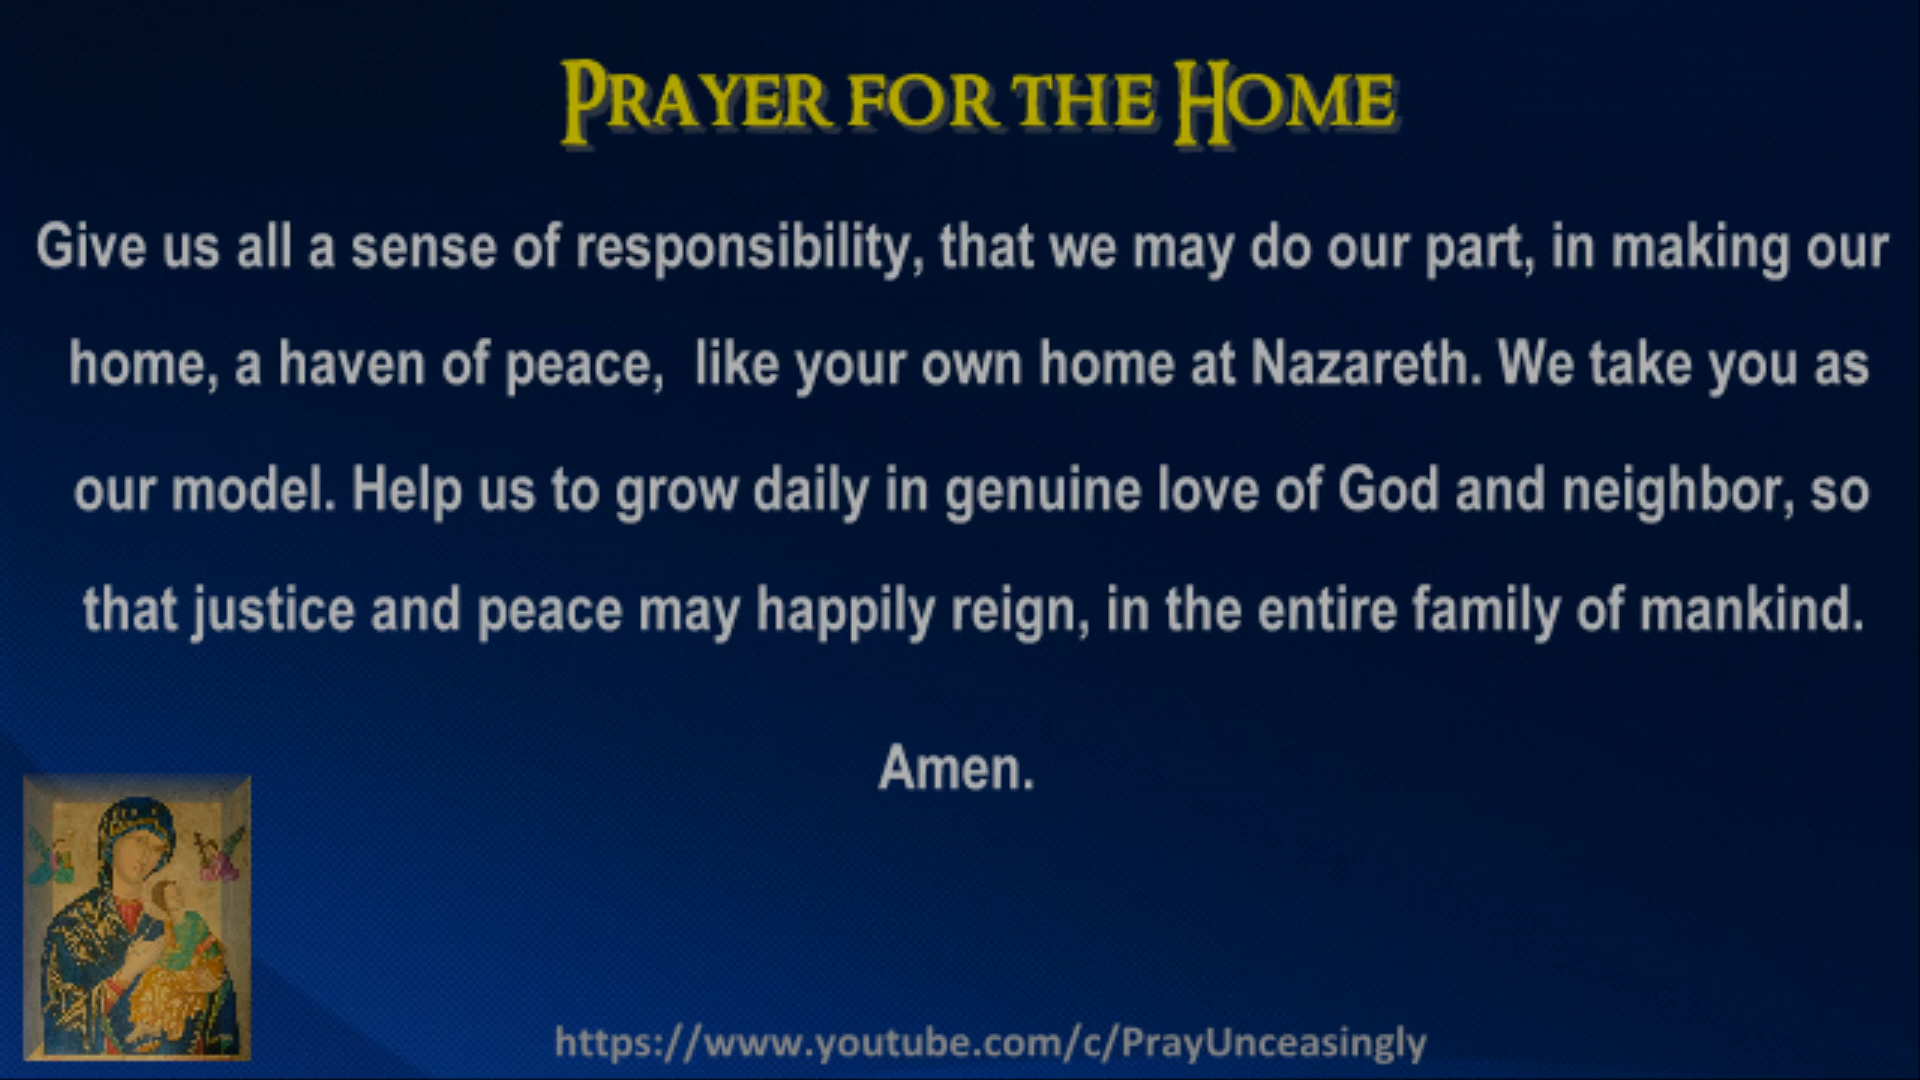 Prayer for the Home
Give us all a sense of responsibility, that we may do our part, in making our
home, a haven of peace,  like your own home at Nazareth. We take you as
our model. Help us to grow daily in genuine love of God and neighbor, so
that justice and peace may happily reign, in the entire family of mankind.
Amen.
https://www.youtube.com/c/PrayUnceasingly